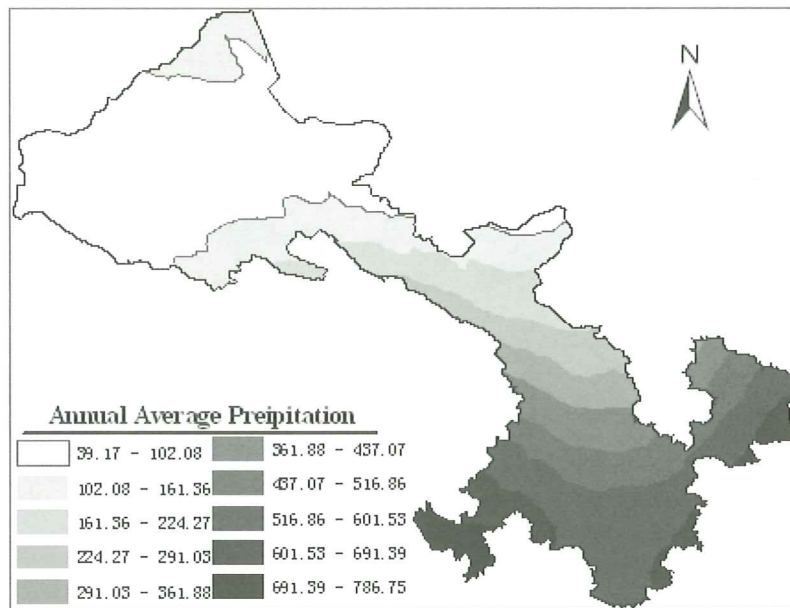 N
Annual Average Preipitation
39.17 - 102.08
102.08 - 161.36
161.36 - 224.27
224.27 - 291.03
291.03 - 361.88
361.88 - 437.07
437.07 - 516.86
516.86 - 601.53
601.53 - 691.39
691.39 - 786.75